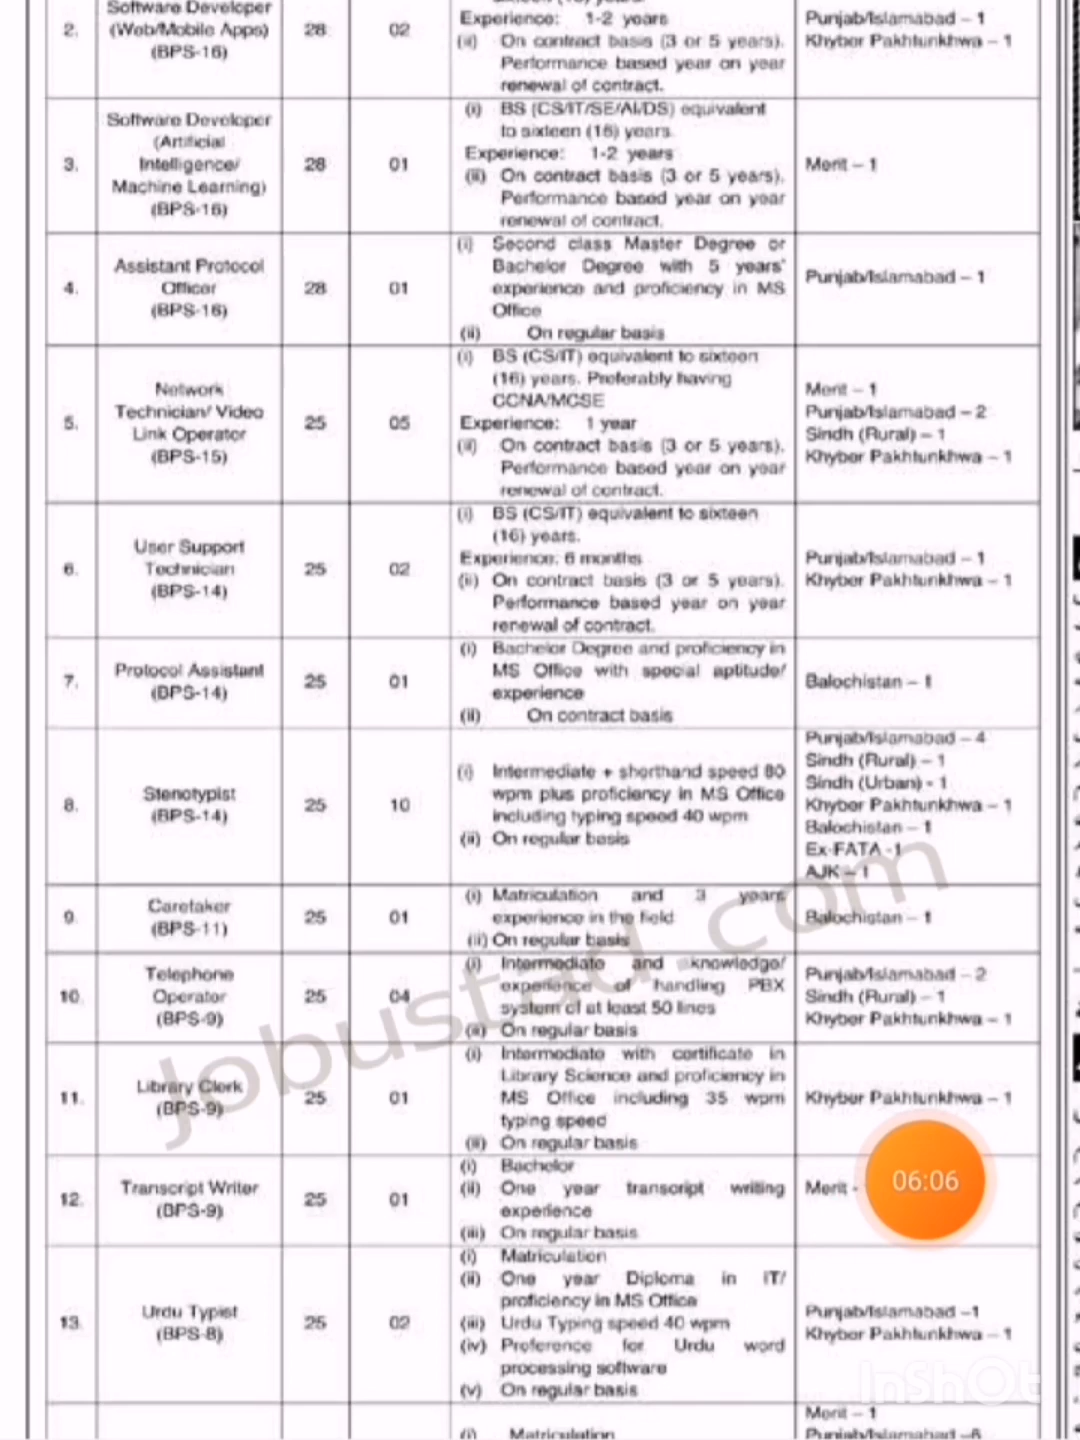 2.
Software Developer
(Web/Mobile Apps)
(BPS-16)
28
02
Experience: 1-2 years
(ii) On contract basis (3 or 5 years).
Performance based year on year
renewal of contract.
Punjab/Islamabad – 1
Khyber Pakhtunkhwa – 1
3.
Software Developer
(Artificial
Intelligence/
Machine Learning)
(BPS-16)
28
01
(i) BS (CS/IT/SE/AI/DS) equivalent
to sixteen (16) years.
Experience: 1-2 years
(ii) On contract basis (3 or 5 years).
Performance based year on year
renewal of contract.
Merit – 1
4.
Assistant Protocol
Officer
(BPS-16)
28
01
(i) Second class Master Degree or
Bachelor Degree with 5 years'
experience and proficiency in MS
Office
(ii) On regular basis
Punjab/Islamabad – 1
5.
Network
Technician/ Video
Link Operator
(BPS-15)
25
05
(i) BS (CS/IT) equivalent to sixteen
(16) years. Preferably having
CCNA/MCSE
Experience: 1 year
(ii) On contract basis (3 or 5 years).
Performance based year on year
renewal of contract.
Merit – 1
Punjab/Islamabad – 2
Sindh (Rural) – 1
Khyber Pakhtunkhwa – 1
6.
User Support
Technician
(BPS-14)
25
02
(i) BS (CS/IT) equivalent to sixteen
(16) years.
Experience: 6 months
(ii) On contract basis (3 or 5 years).
Performance based year on year
renewal of contract.
Punjab/Islamabad – 1
Khyber Pakhtunkhwa – 1
7.
Protocol Assistant
(BPS-14)
25
01
(i) Bachelor Degree and proficiency in
MS Office with special aptitude/
experience
(ii) On contract basis
Balochistan – 1
8.
Stenotypist
(BPS-14)
25
10
(i) Intermediate + shorthand speed 80
wpm plus proficiency in MS Office
including typing speed 40 wpm
(ii) On regular basis
Punjab/Islamabad – 4
Sindh (Rural) – 1
Sindh (Urban) - 1
Khyber Pakhtunkhwa – 1
Balochistan – 1
Ex-FATA -1
AJK – 1
9.
Caretaker
(BPS-11)
25
01
(i) Matriculation and 3 years
experience in the field
(ii) On regular basis
Balochistan – 1
10.
Telephone
Operator
(BPS-9)
25
04
(i) Intermediate and knowledge/
experience of handling PBX
system of at least 50 lines
(ii) On regular basis
Punjab/Islamabad – 2
Sindh (Rural) – 1
Khyber Pakhtunkhwa – 1
11.
Library Clerk
(BPS-9)
25
01
(i) Intermediate with certificate in
Library Science and proficiency in
MS Office including 35 wpm
typing speed
(ii) On regular basis
Khyber Pakhtunkhwa – 1
12.
Transcript Writer
(BPS-9)
25
01
(i) Bachelor
(ii) One year transcript writing
experience
(iii) On regular basis
Merit -
06:06
13.
Urdu Typist
(BPS-8)
25
02
(i) Matriculation
(ii) One year Diploma in IT/
proficiency in MS Office
(iii) Urdu Typing speed 40 wpm
(iv) Preference for Urdu word
processing software
(v) On regular basis
Punjab/Islamabad –1
Khyber Pakhtunkhwa – 1
(i) Matriculation
Merit – 1
Punjab/Islamabad –6
Jobustad.com
InShOt